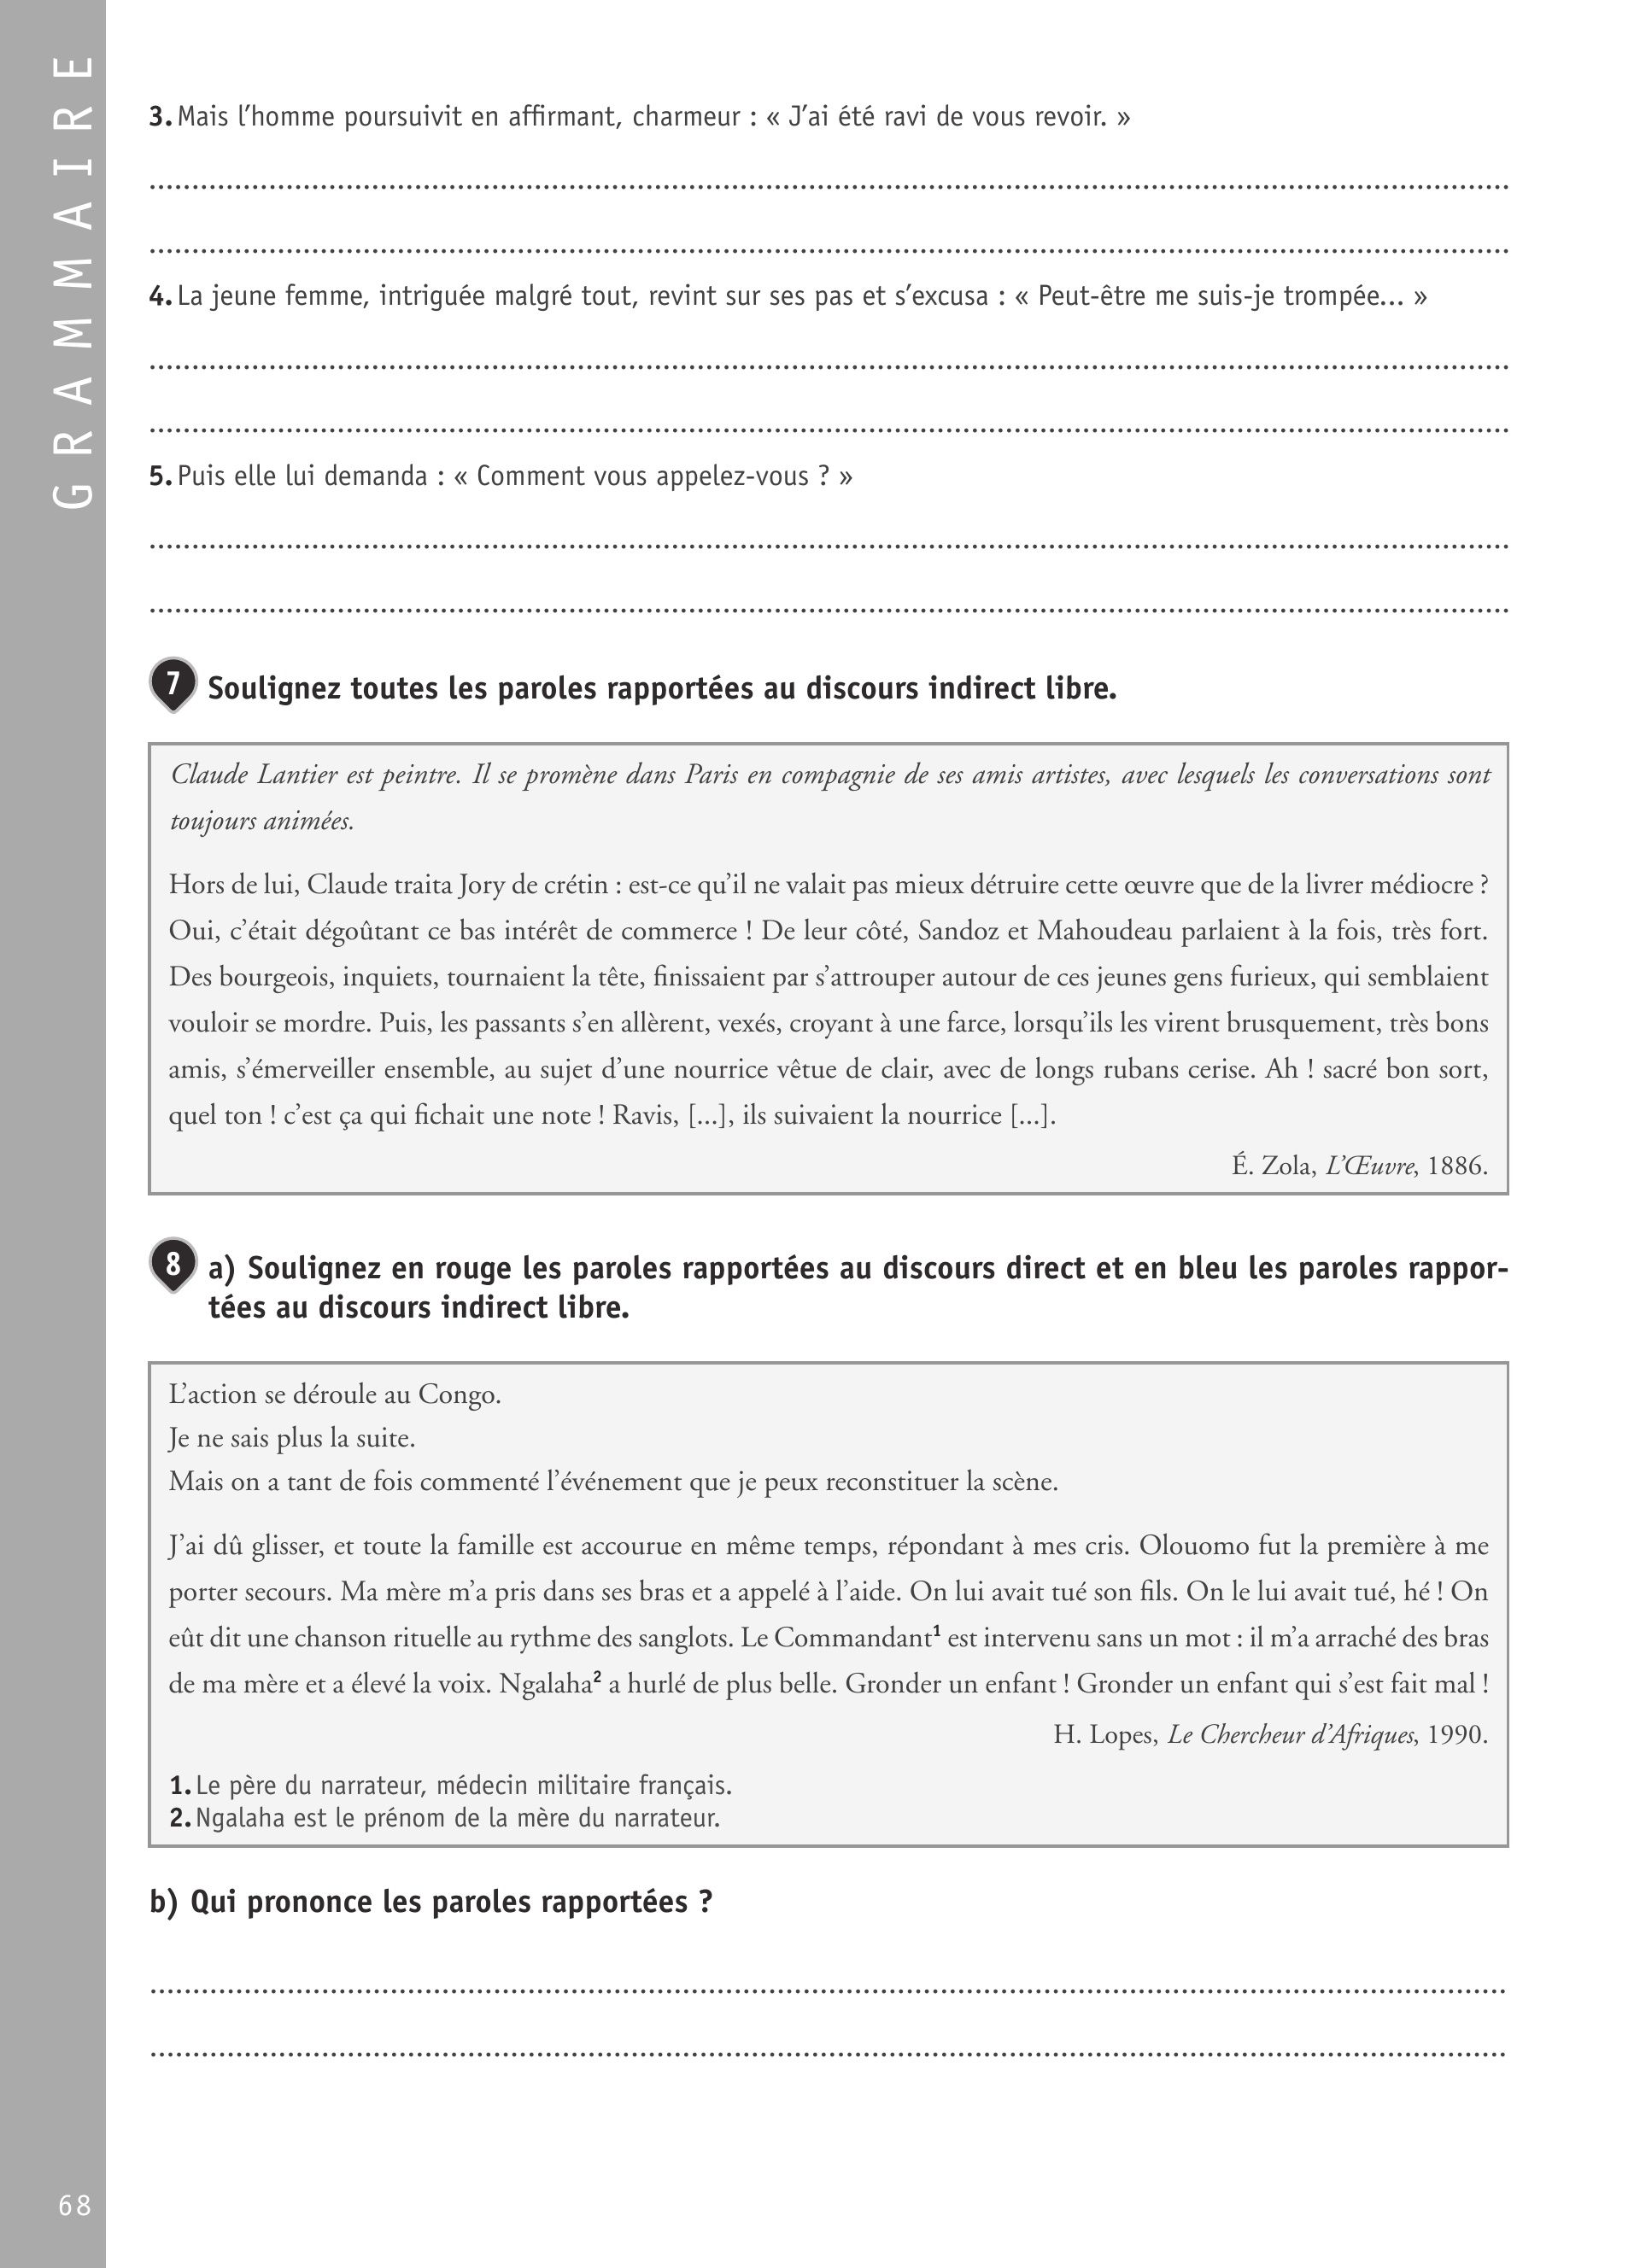 GRAMMAIRE
3. Mais l'homme poursuivit en affirmant, charmeur : « J'ai été ravi de vous revoir. »
4. La jeune femme, intriguée malgré tout, revint sur ses pas et s'excusa : « Peut-être me suis-je trompée... »
5. Puis elle lui demanda : « Comment vous appelez-vous ? »
7 Soulignez toutes les paroles rapportées au discours indirect libre.
Claude Lantier est peintre. Il se promène dans Paris en compagnie de ses amis artistes, avec lesquels les conversations sont
toujours animées.
Hors de lui, Claude traita Jory de crétin : est-ce qu'il ne valait pas mieux détruire cette œuvre que de la livrer médiocre ?
Oui, c'était dégoûtant ce bas intérêt de commerce ! De leur côté, Sandoz et Mahoudeau parlaient à la fois, très fort.
Des bourgeois, inquiets, tournaient la tête, finissaient par s'attrouper autour de ces jeunes gens furieux, qui semblaient
vouloir se mordre. Puis, les passants s'en allèrent, vexés, croyant à une farce, lorsqu'ils les virent brusquement, très bons
amis, s'émerveiller ensemble, au sujet d'une nourrice vêtue de clair, avec de longs rubans cerise. Ah ! sacré bon sort,
quel ton ! c'est ça qui fichait une note ! Ravis, [...], ils suivaient la nourrice [...].
É. Zola, L'Œuvre, 1886.
8 a) Soulignez en rouge les paroles rapportées au discours direct et en bleu les paroles rappor-
tées au discours indirect libre.
L'action se déroule au Congo.
Je ne sais plus la suite.
Mais on a tant de fois commenté l'événement que je peux reconstituer la scène.
J'ai dû glisser, et toute la famille est accourue en même temps, répondant à mes cris. Olouomo fut la première à me
porter secours. Ma mère m'a pris dans ses bras et a appelé à l'aide. On lui avait tué son fils. On le lui avait tué, hé ! On
eût dit une chanson rituelle au rythme des sanglots. Le Commandant1 est intervenu sans un mot : il m'a arraché des bras
de ma mère et a élevé la voix. Ngalaha2 a hurlé de plus belle. Gronder un enfant ! Gronder un enfant qui s'est fait mal !
H. Lopes, Le Chercheur d'Afriques, 1990.
1. Le père du narrateur, médecin militaire français.
2. Ngalaha est le prénom de la mère du narrateur.
b) Qui prononce les paroles rapportées ?
68